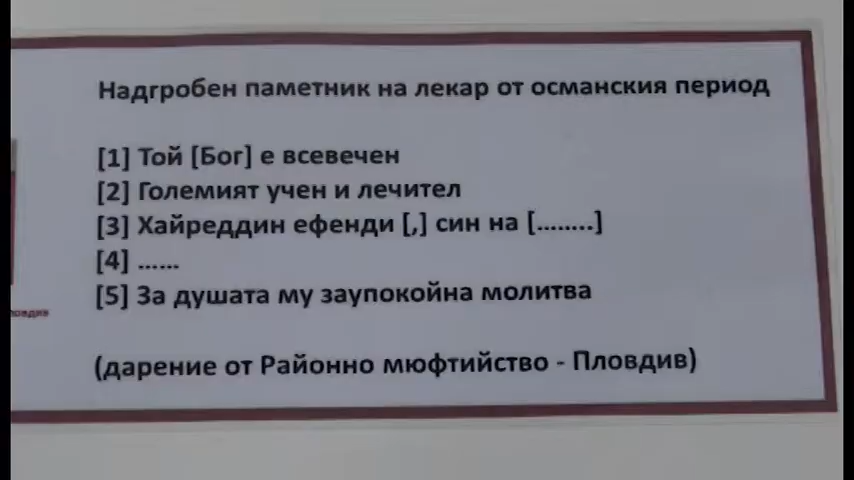 Надгробен паметник на лекар от османския период
[1] Той [Бог] е всевечен
[2] Големият учен и лечител
[3] Хайреддин ефенди [,] син на [........]
[4] ......
[5] За душата му заупокойна молитва
(дарение от Районно мюфтийство - Пловдив)